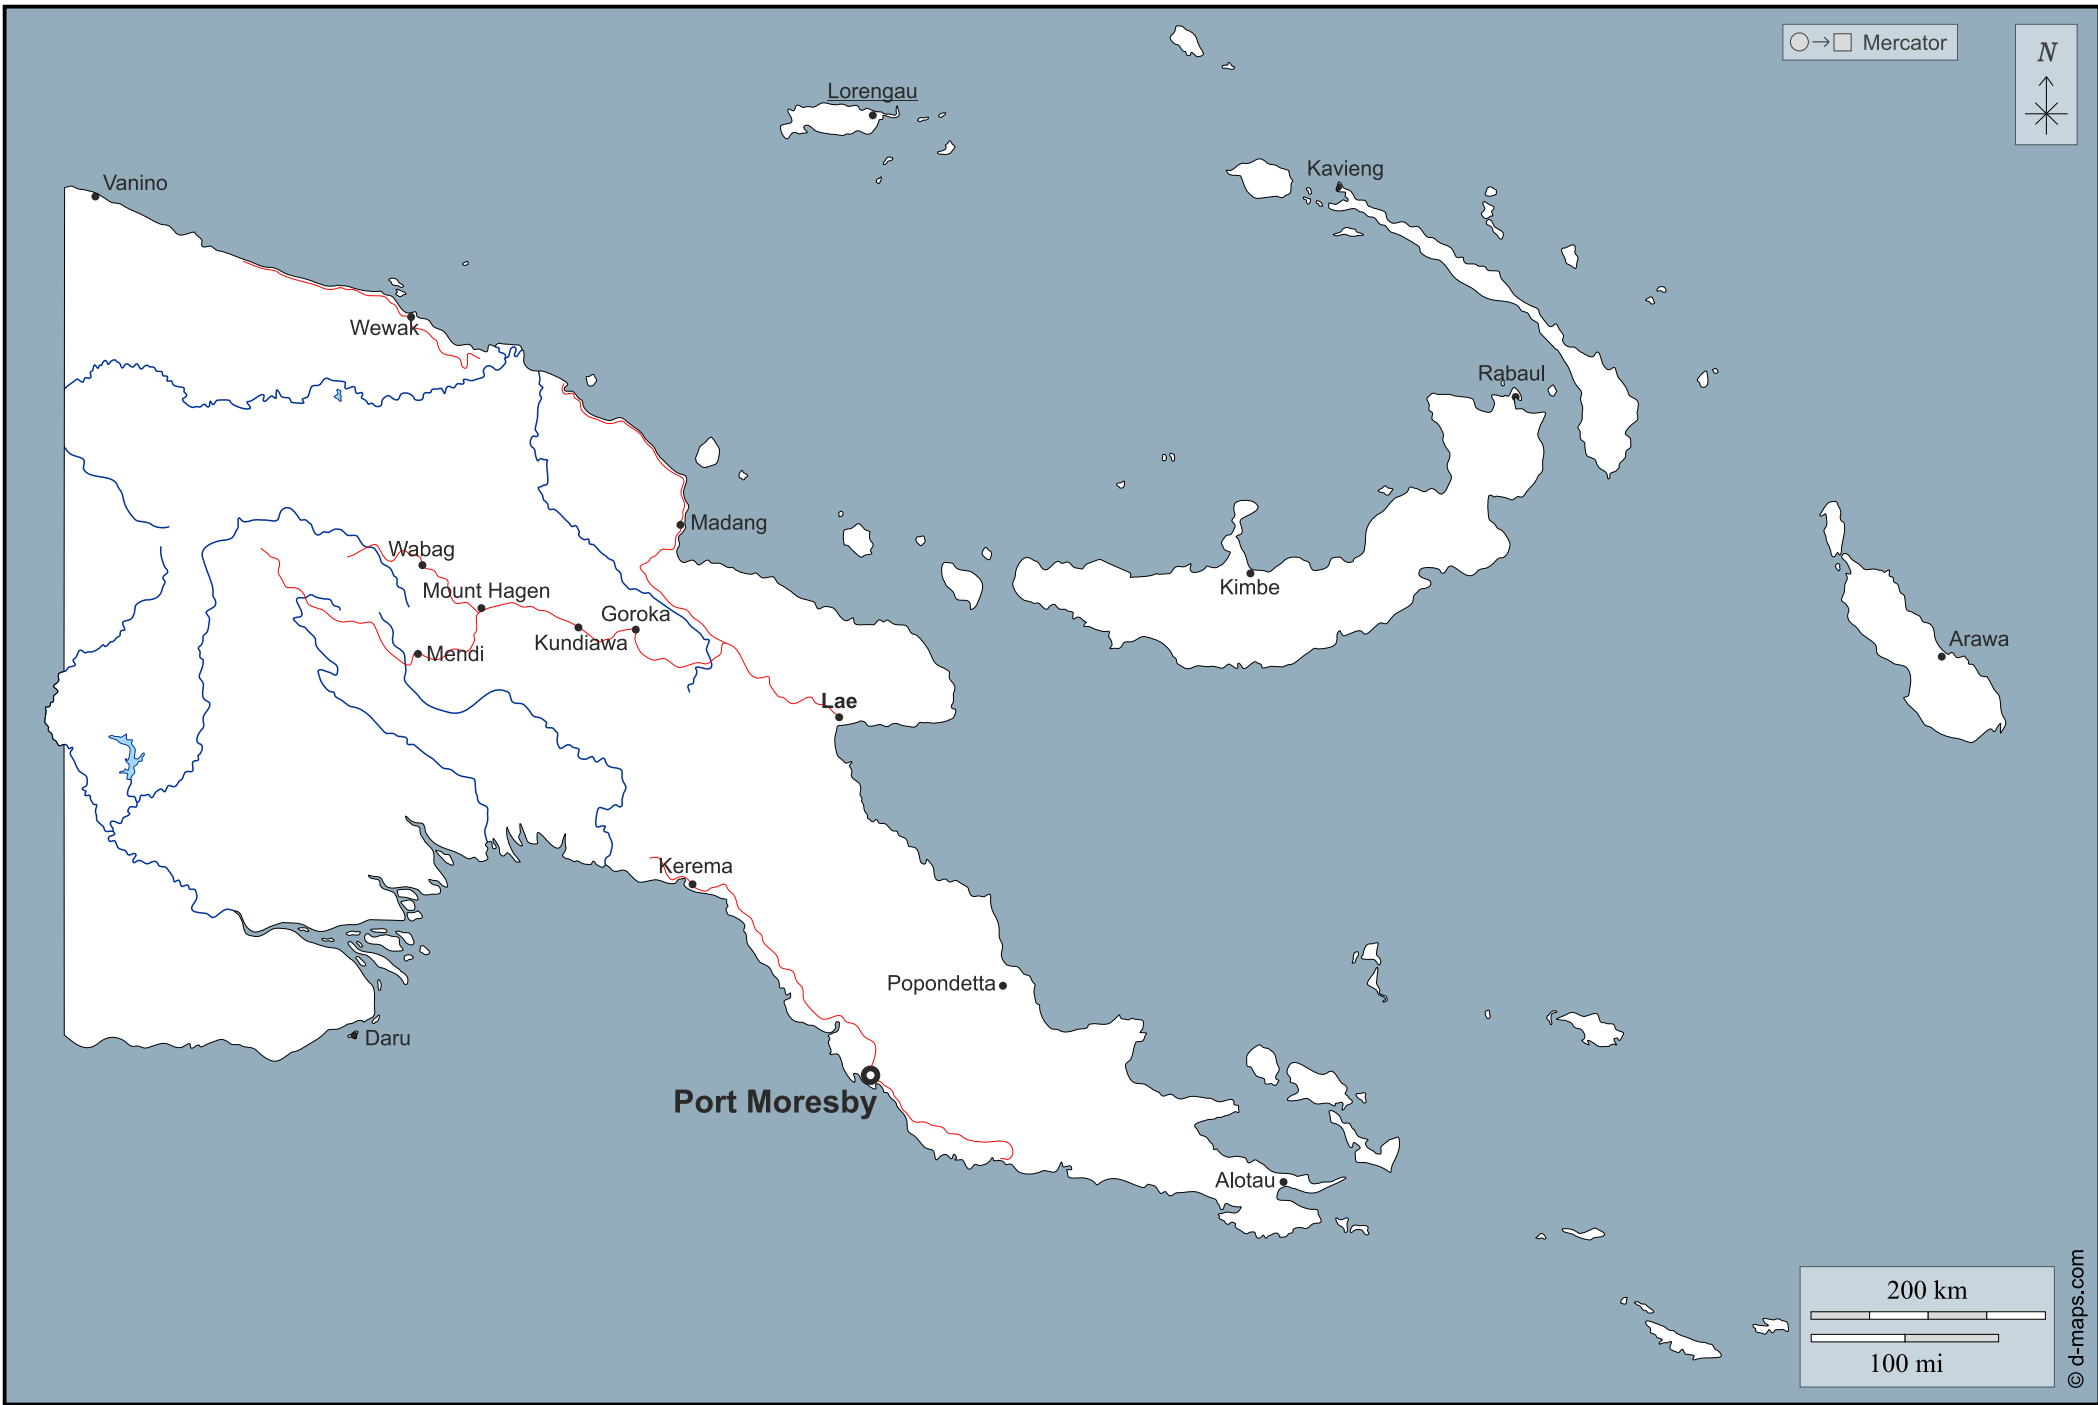 Mercator
N
Lorengau
Kavieng
Vanino
Wewak
Rabaul
Madang
Wabag
Mount Hagen
Goroka
Kundiawa
Mendi
Kimbe
Arawa
Lae
Kerema
Popondetta
Daru
Port Moresby
Alotau
200 km
100 mi
© d-maps.com